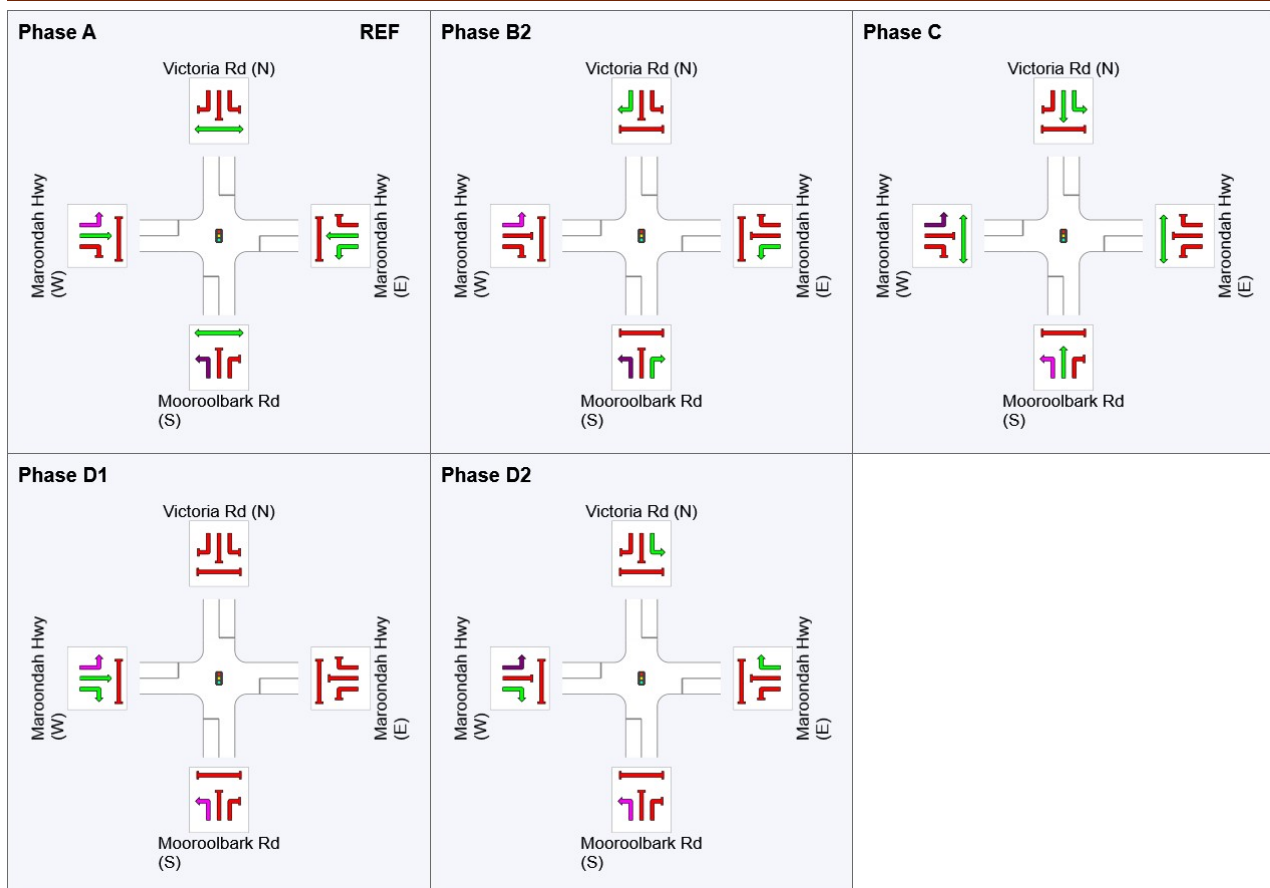 Phase A REF
Victoria Rd (N)
Maroondah Hwy
(W)
Maroondah Hwy
(E)
Mooroolbark Rd
(S)
Phase B2
Victoria Rd (N)
Maroondah Hwy
(W)
Maroondah Hwy
(E)
Mooroolbark Rd
(S)
Phase C
Victoria Rd (N)
Maroondah Hwy
(W)
Maroondah Hwy
(E)
Mooroolbark Rd
(S)
Phase D1
Victoria Rd (N)
Maroondah Hwy
(W)
Maroondah Hwy
(E)
Mooroolbark Rd
(S)
Phase D2
Victoria Rd (N)
Maroondah Hwy
(W)
Maroondah Hwy
(E)
Mooroolbark Rd
(S)